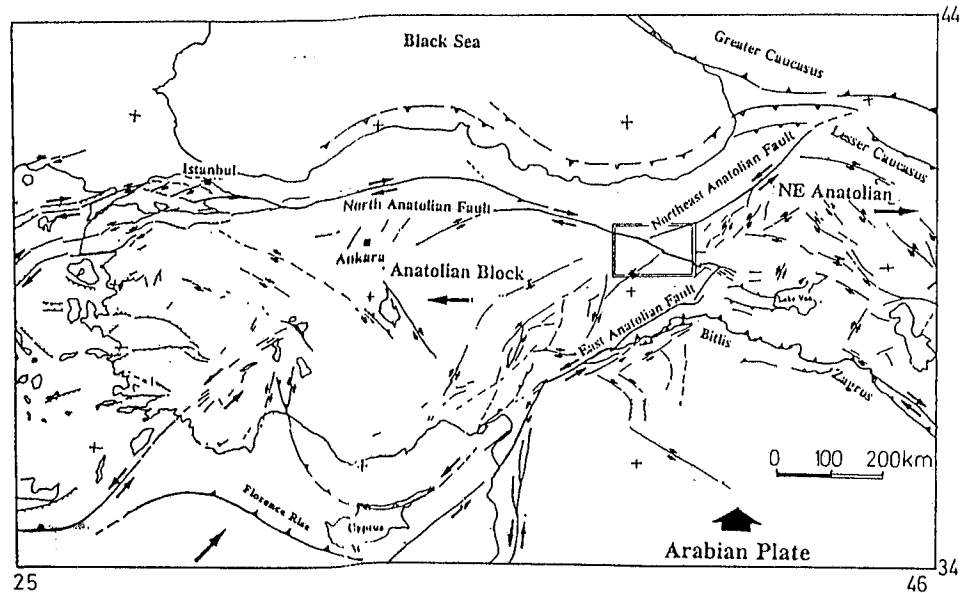 44
Black Sea
Greater Caucasus
Lesser Caucasus
Istanbul
Northeast Anatolian Fault
NE Anatolian
North Anatolian Fault
Ankara
Anatolian Block
East Anatolian Fault
Lake Van
Bitlis
Zagros
0 100 200km
Florence Rise
Cyprus
Arabian Plate
34
25
46